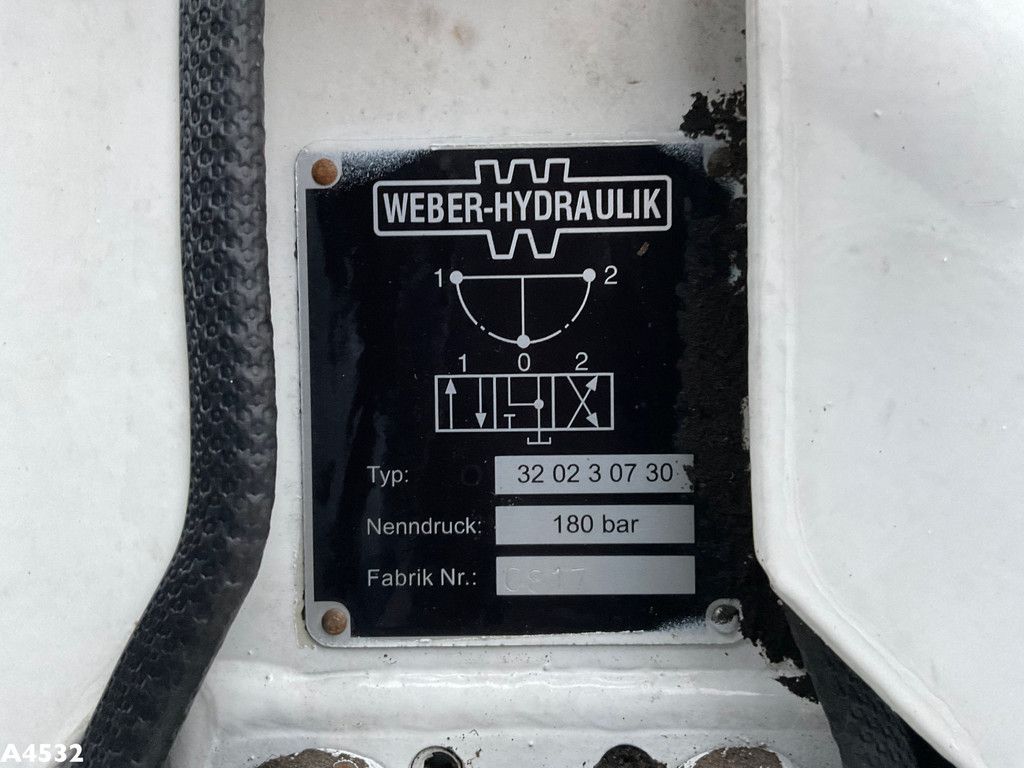 WEBER-HYDRAULIK
1 2
1 0 2
Typ: 32 02 3 07 30
Nenndruck: 180 bar
Fabrik Nr.:
A4532